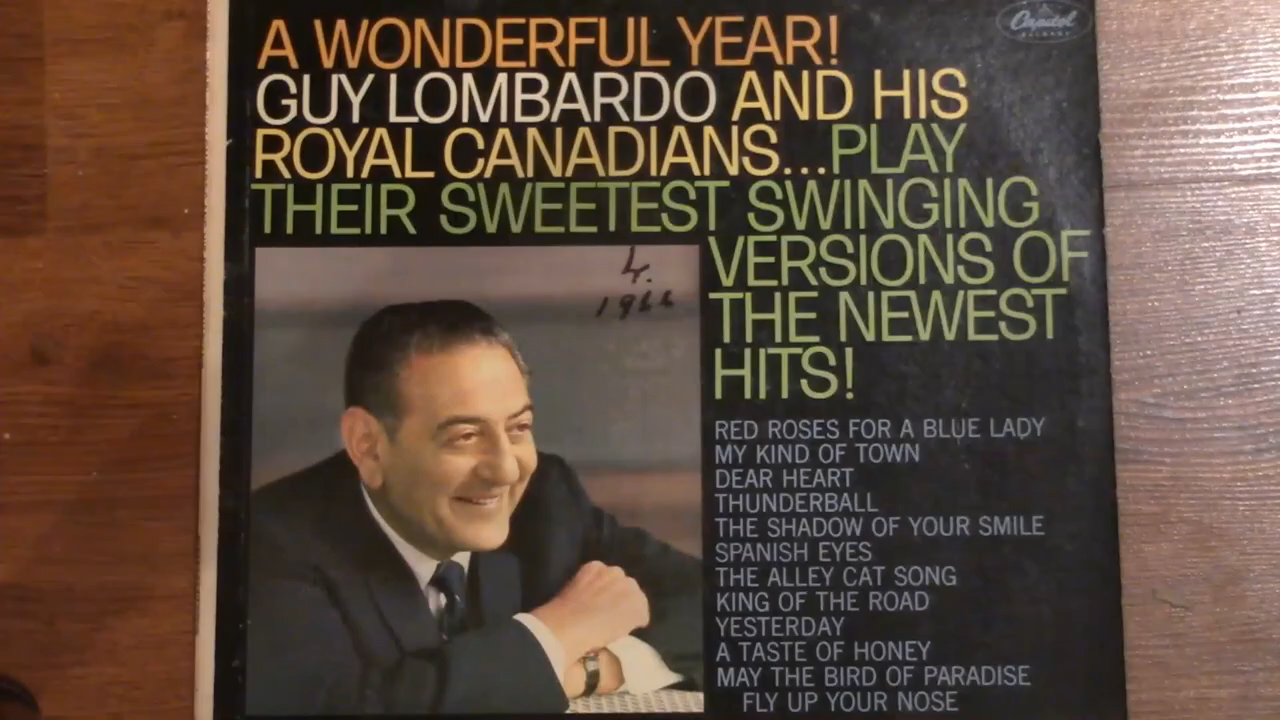 Capitol
RECORDS
A WONDERFUL YEAR!
GUY LOMBARDO AND HIS
ROYAL CANADIANS...PLAY
THEIR SWEETEST SWINGING
VERSIONS OF
THE NEWEST
HITS!
1966
RED ROSES FOR A BLUE LADY
MY KIND OF TOWN
DEAR HEART
THUNDERBALL
THE SHADOW OF YOUR SMILE
SPANISH EYES
THE ALLEY CAT SONG
KING OF THE ROAD
YESTERDAY
A TASTE OF HONEY
MAY THE BIRD OF PARADISE
FLY UP YOUR NOSE